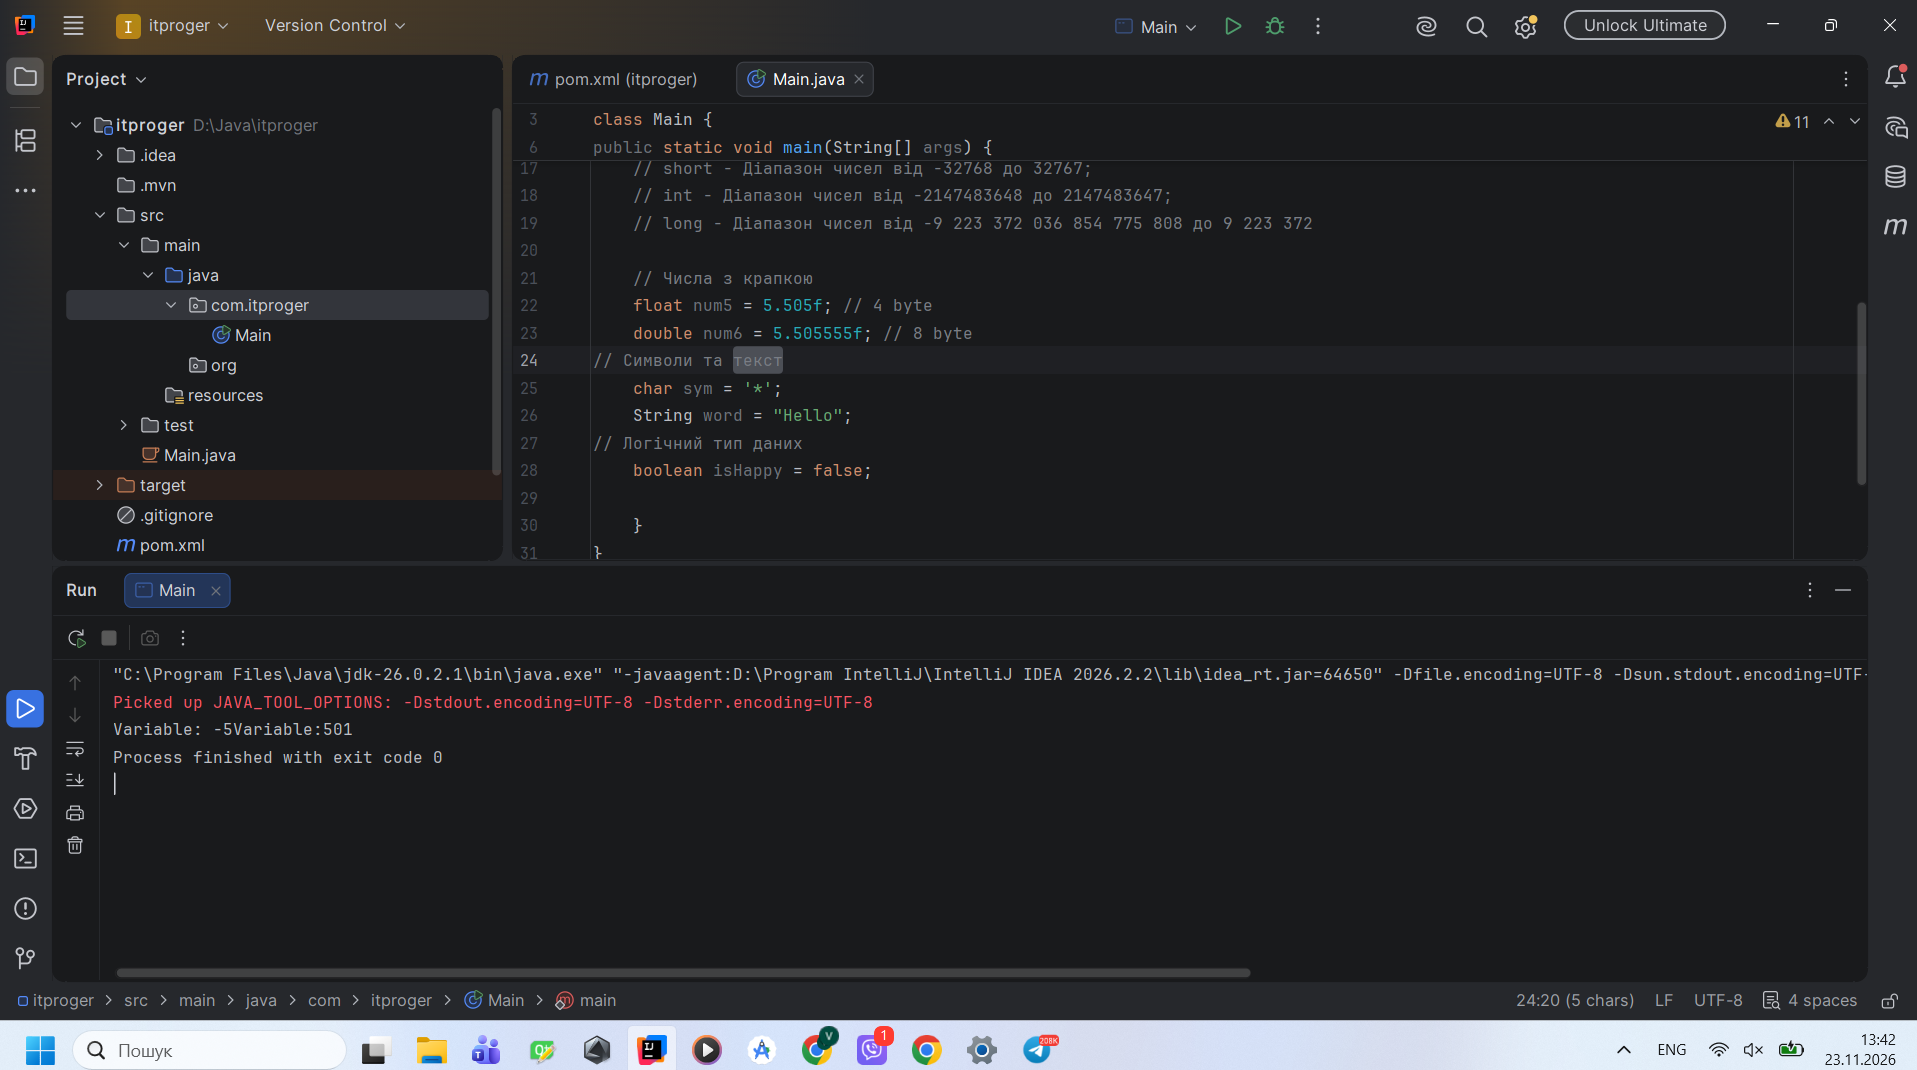 itproger Version Control Main Unlock Ultimate
Project
itproger D:\Java\itproger
.idea
.mvn
src
main
java
com.itproger
Main
org
resources
test
Main.java
target
.gitignore
pom.xml
pom.xml (itproger) Main.java
11
3 class Main {
6 public static void main(String[] args) {
17 // short - Діапазон чисел від -32768 до 32767;
18 // int - Діапазон чисел від -2147483648 до 2147483647;
19 // long - Діапазон чисел від -9 223 372 036 854 775 808 до 9 223 372
20
21 // Числа з крапкою
22 float num5 = 5.505f; // 4 byte
23 double num6 = 5.505555f; // 8 byte
24 // Символи та текст
25 char sym = '*';
26 String word = "Hello";
27 // Логічний тип даних
28 boolean isHappy = false;
29
30 }
31 }
Run Main
"C:\Program Files\Java\jdk-26.0.2.1\bin\java.exe" "-javaagent:D:\Program IntelliJ\IntelliJ IDEA 2026.2.2\lib\idea_rt.jar=64650" -Dfile.encoding=UTF-8 -Dsun.stdout.encoding=UTF-
Picked up JAVA_TOOL_OPTIONS: -Dstdout.encoding=UTF-8 -Dstderr.encoding=UTF-8
Variable: -5Variable:501
Process finished with exit code 0
itproger > src > main > java > com > itproger > Main > main 24:20 (5 chars) LF UTF-8 4 spaces
Пошук V 1 208K ENG 13:42
23.11.2026